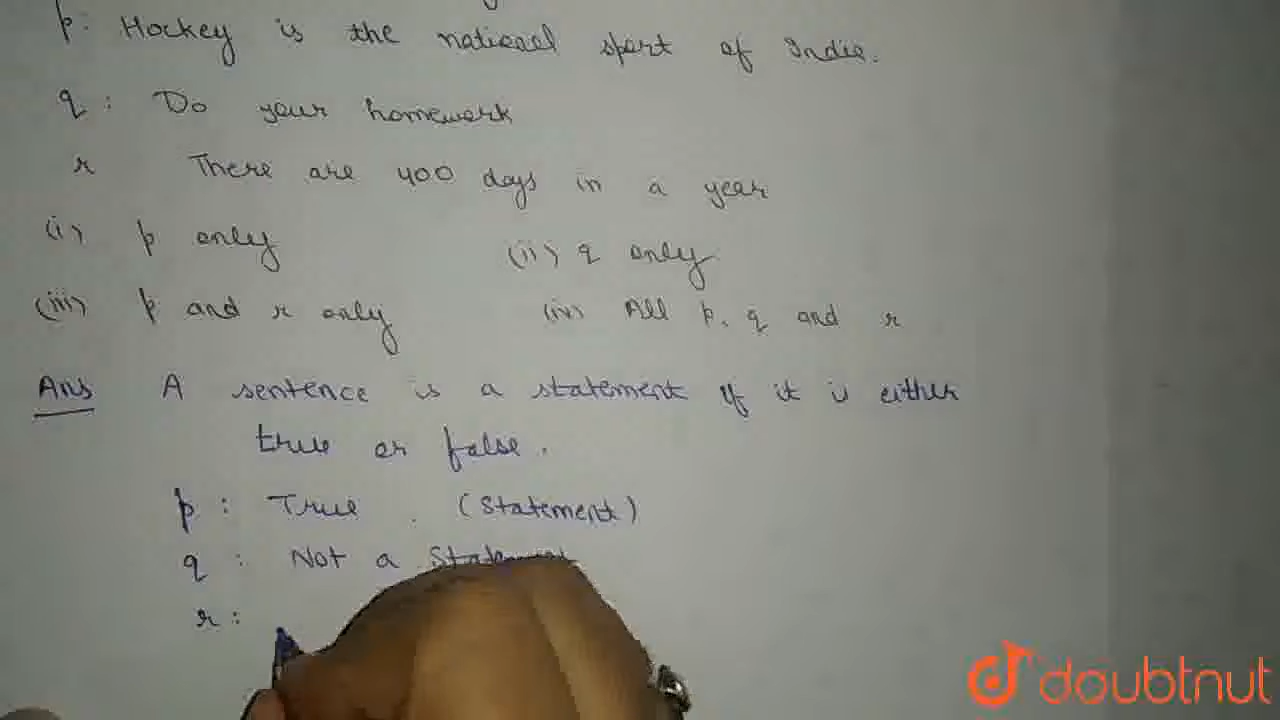 p: Hockey is the national sport of India.
q : Do your homework
r There are 400 days in a year
(i) p only (ii) q only
(iii) p and r only (iv) All p, q and r
Ans A sentence is a statement if it is either
true or false.
p : True. (Statement)
q : Not a Statement
r :
doubtnut